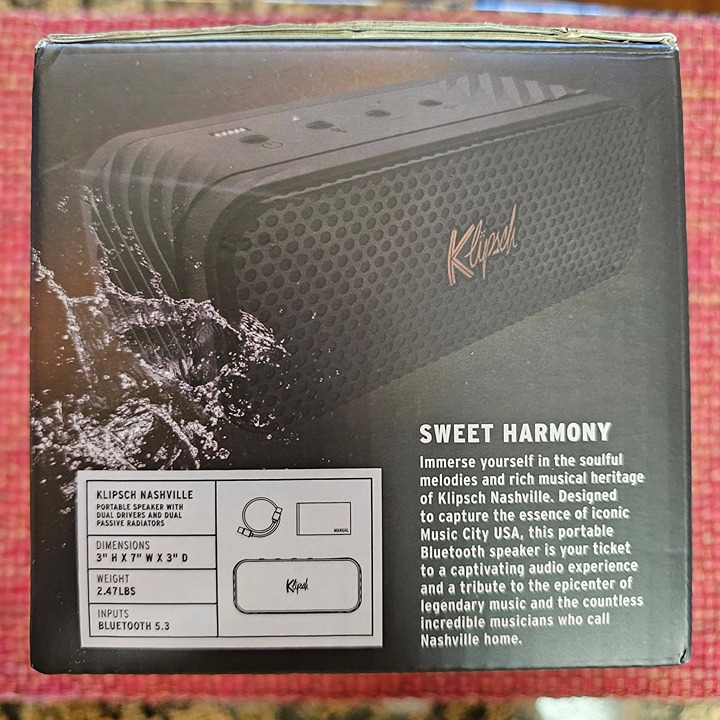 Klipsch
SWEET HARMONY
Immerse yourself in the soulful
melodies and rich musical heritage
of Klipsch Nashville. Designed
to capture the essence of iconic
Music City USA, this portable
Bluetooth speaker is your ticket
to a captivating audio experience
and a tribute to the epicenter of
legendary music and the countless
incredible musicians who call
Nashville home.
KLIPSCH NASHVILLE
PORTABLE SPEAKER WITH
DUAL DRIVERS AND DUAL
PASSIVE RADIATORS
DIMENSIONS
3" H X 7" W X 3" D
WEIGHT
2.47LBS
INPUTS
BLUETOOTH 5.3
MANUAL
Klipsch